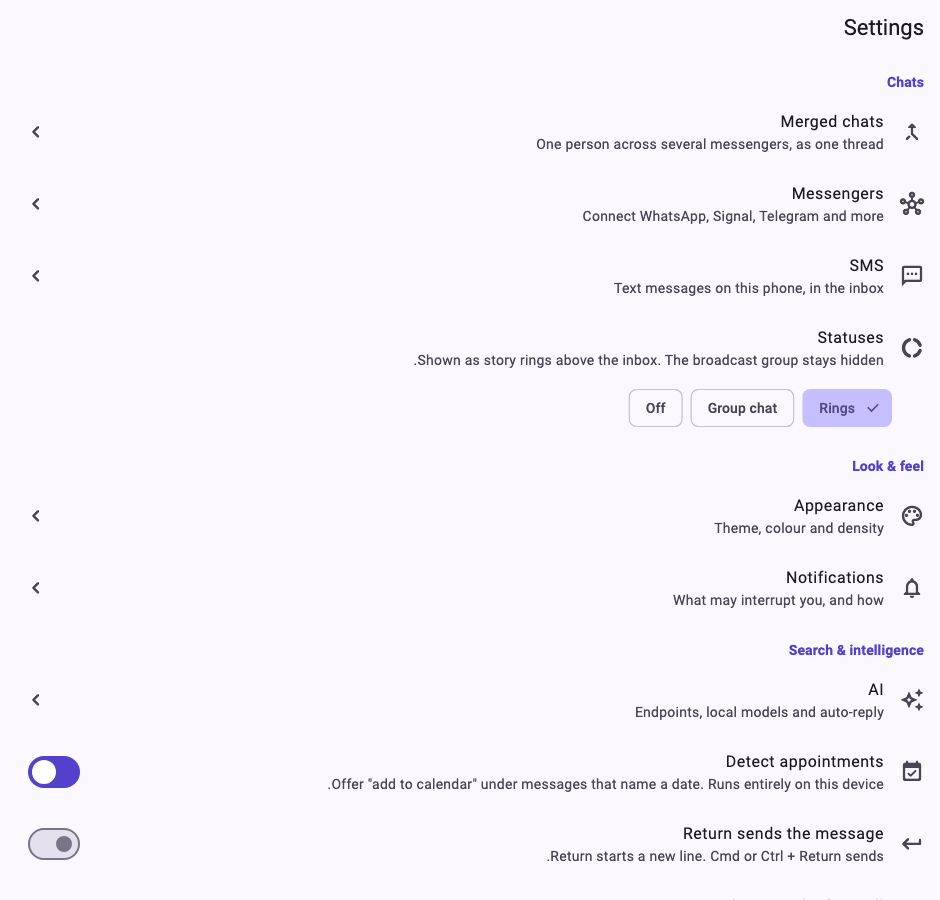 Settings
Chats
Merged chats
One person across several messengers, as one thread
Messengers
Connect WhatsApp, Signal, Telegram and more
SMS
Text messages on this phone, in the inbox
Statuses
.Shown as story rings above the inbox. The broadcast group stays hidden
Rings
Group chat
Off
Look & feel
Appearance
Theme, colour and density
Notifications
What may interrupt you, and how
Search & intelligence
AI
Endpoints, local models and auto-reply
Detect appointments
.Offer "add to calendar" under messages that name a date. Runs entirely on this device
Return sends the message
.Return starts a new line. Cmd or Ctrl + Return sends